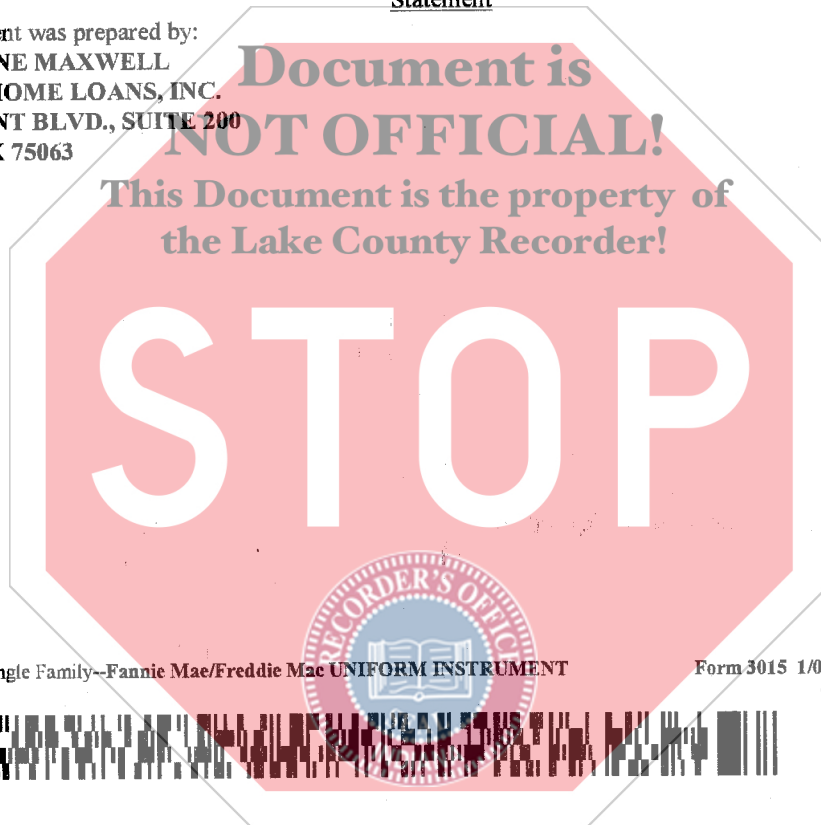 Statement
nt was prepared by:
NE MAXWELL
HOME LOANS, INC.
NT BLVD., SUITE 200
X 75063
Document is
NOT OFFICIAL!
This Document is the property of
the Lake County Recorder!
STOP
RECORDER'S OFFIC
ngle Family--Fannie Mae/Freddie Mac UNIFORM INSTRUMENT
Form 3015 1/0